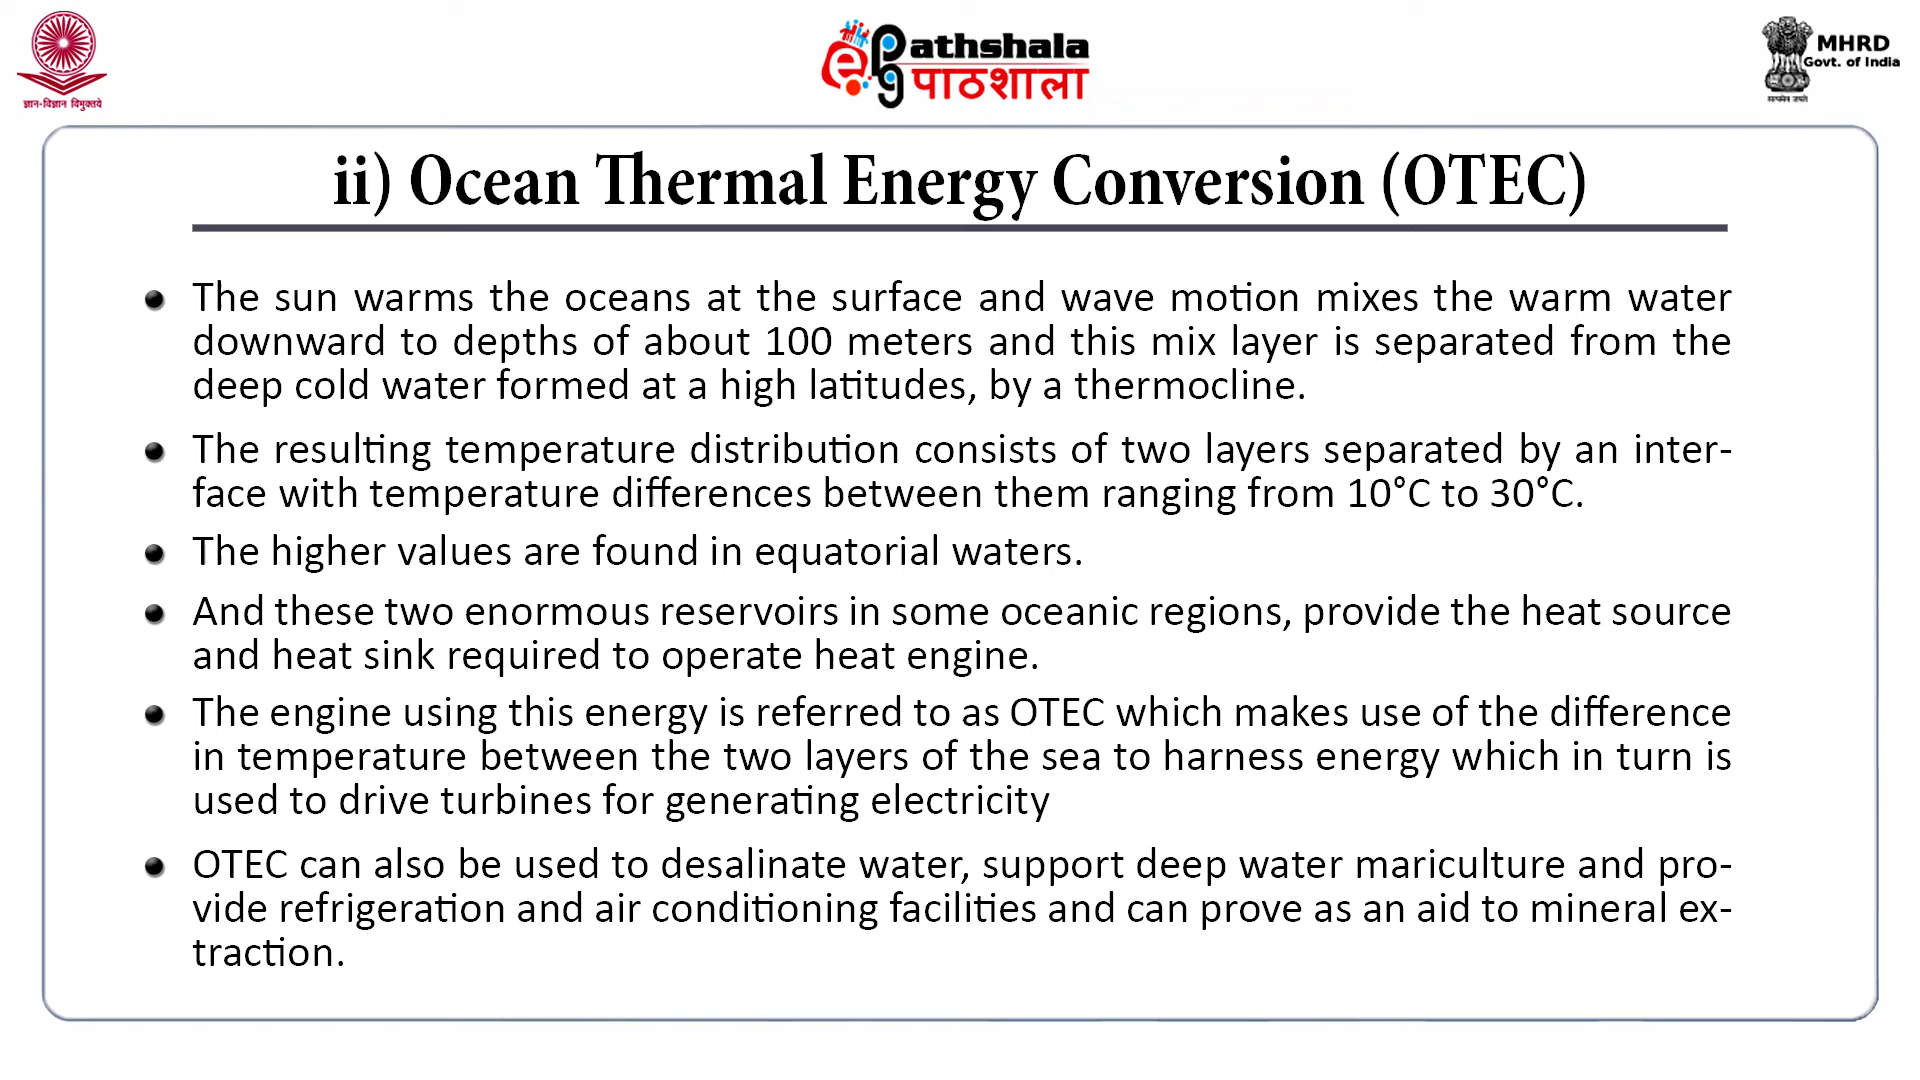 ज्ञान-विज्ञान विमुक्तये
ePathshala
पाठशाला
MHRD
Govt. of India
सत्यमेव जयते
ii) Ocean Thermal Energy Conversion (OTEC)
The sun warms the oceans at the surface and wave motion mixes the warm water
downward to depths of about 100 meters and this mix layer is separated from the
deep cold water formed at a high latitudes, by a thermocline.
The resulting temperature distribution consists of two layers separated by an inter-
face with temperature differences between them ranging from 10°C to 30°C.
The higher values are found in equatorial waters.
And these two enormous reservoirs in some oceanic regions, provide the heat source
and heat sink required to operate heat engine.
The engine using this energy is referred to as OTEC which makes use of the difference
in temperature between the two layers of the sea to harness energy which in turn is
used to drive turbines for generating electricity
OTEC can also be used to desalinate water, support deep water mariculture and pro-
vide refrigeration and air conditioning facilities and can prove as an aid to mineral ex-
traction.